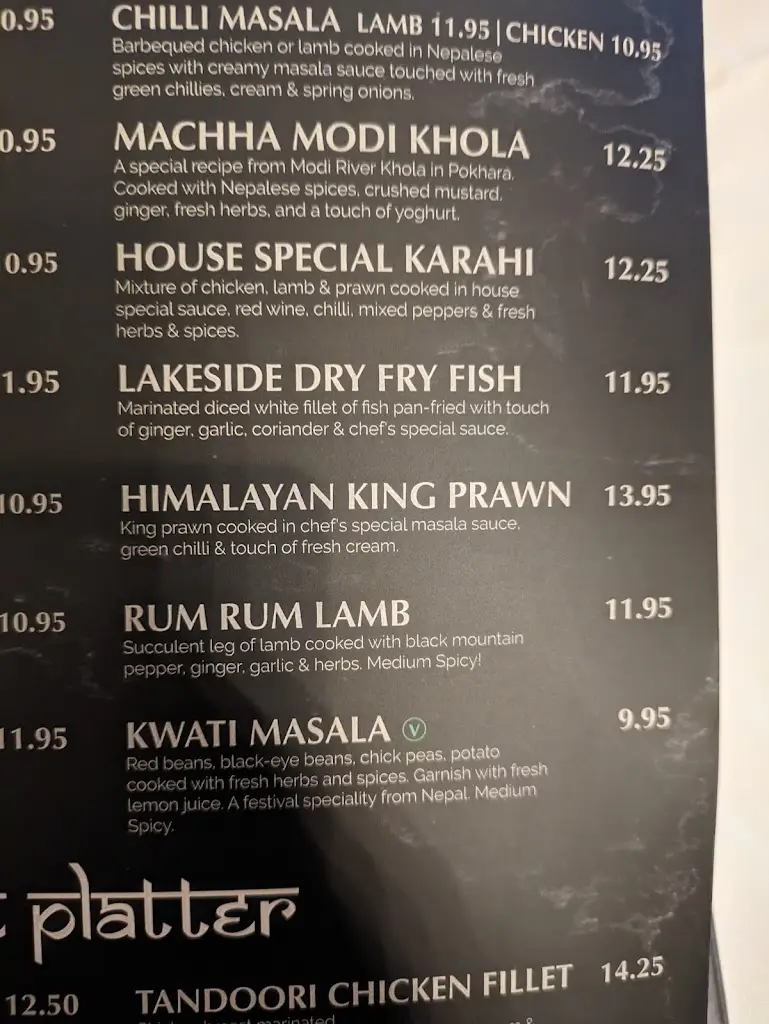 0.95
CHILLI MASALA LAMB 11.95 | CHICKEN 10.95
Barbequed chicken or lamb cooked in Nepalese
spices with creamy masala sauce touched with fresh
green chillies, cream & spring onions.
0.95
MACHHA MODI KHOLA 12.25
A special recipe from Modi River Khola in Pokhara.
Cooked with Nepalese spices, crushed mustard,
ginger, fresh herbs, and a touch of yoghurt.
0.95
HOUSE SPECIAL KARAHI 12.25
Mixture of chicken, lamb & prawn cooked in house
special sauce, red wine, chilli, mixed peppers & fresh
herbs & spices.
1.95
LAKESIDE DRY FRY FISH 11.95
Marinated diced white fillet of fish pan-fried with touch
of ginger, garlic, coriander & chef's special sauce.
10.95
HIMALAYAN KING PRAWN 13.95
King prawn cooked in chef's special masala sauce,
green chilli & touch of fresh cream.
10.95
RUM RUM LAMB 11.95
Succulent leg of lamb cooked with black mountain
pepper, ginger, garlic & herbs. Medium Spicy!
11.95
KWATI MASALA V 9.95
Red beans, black-eye beans, chick peas, potato
cooked with fresh herbs and spices. Garnish with fresh
lemon juice. A festival speciality from Nepal. Medium
Spicy.
platter
12.50
TANDOORI CHICKEN FILLET 14.25
marinated &